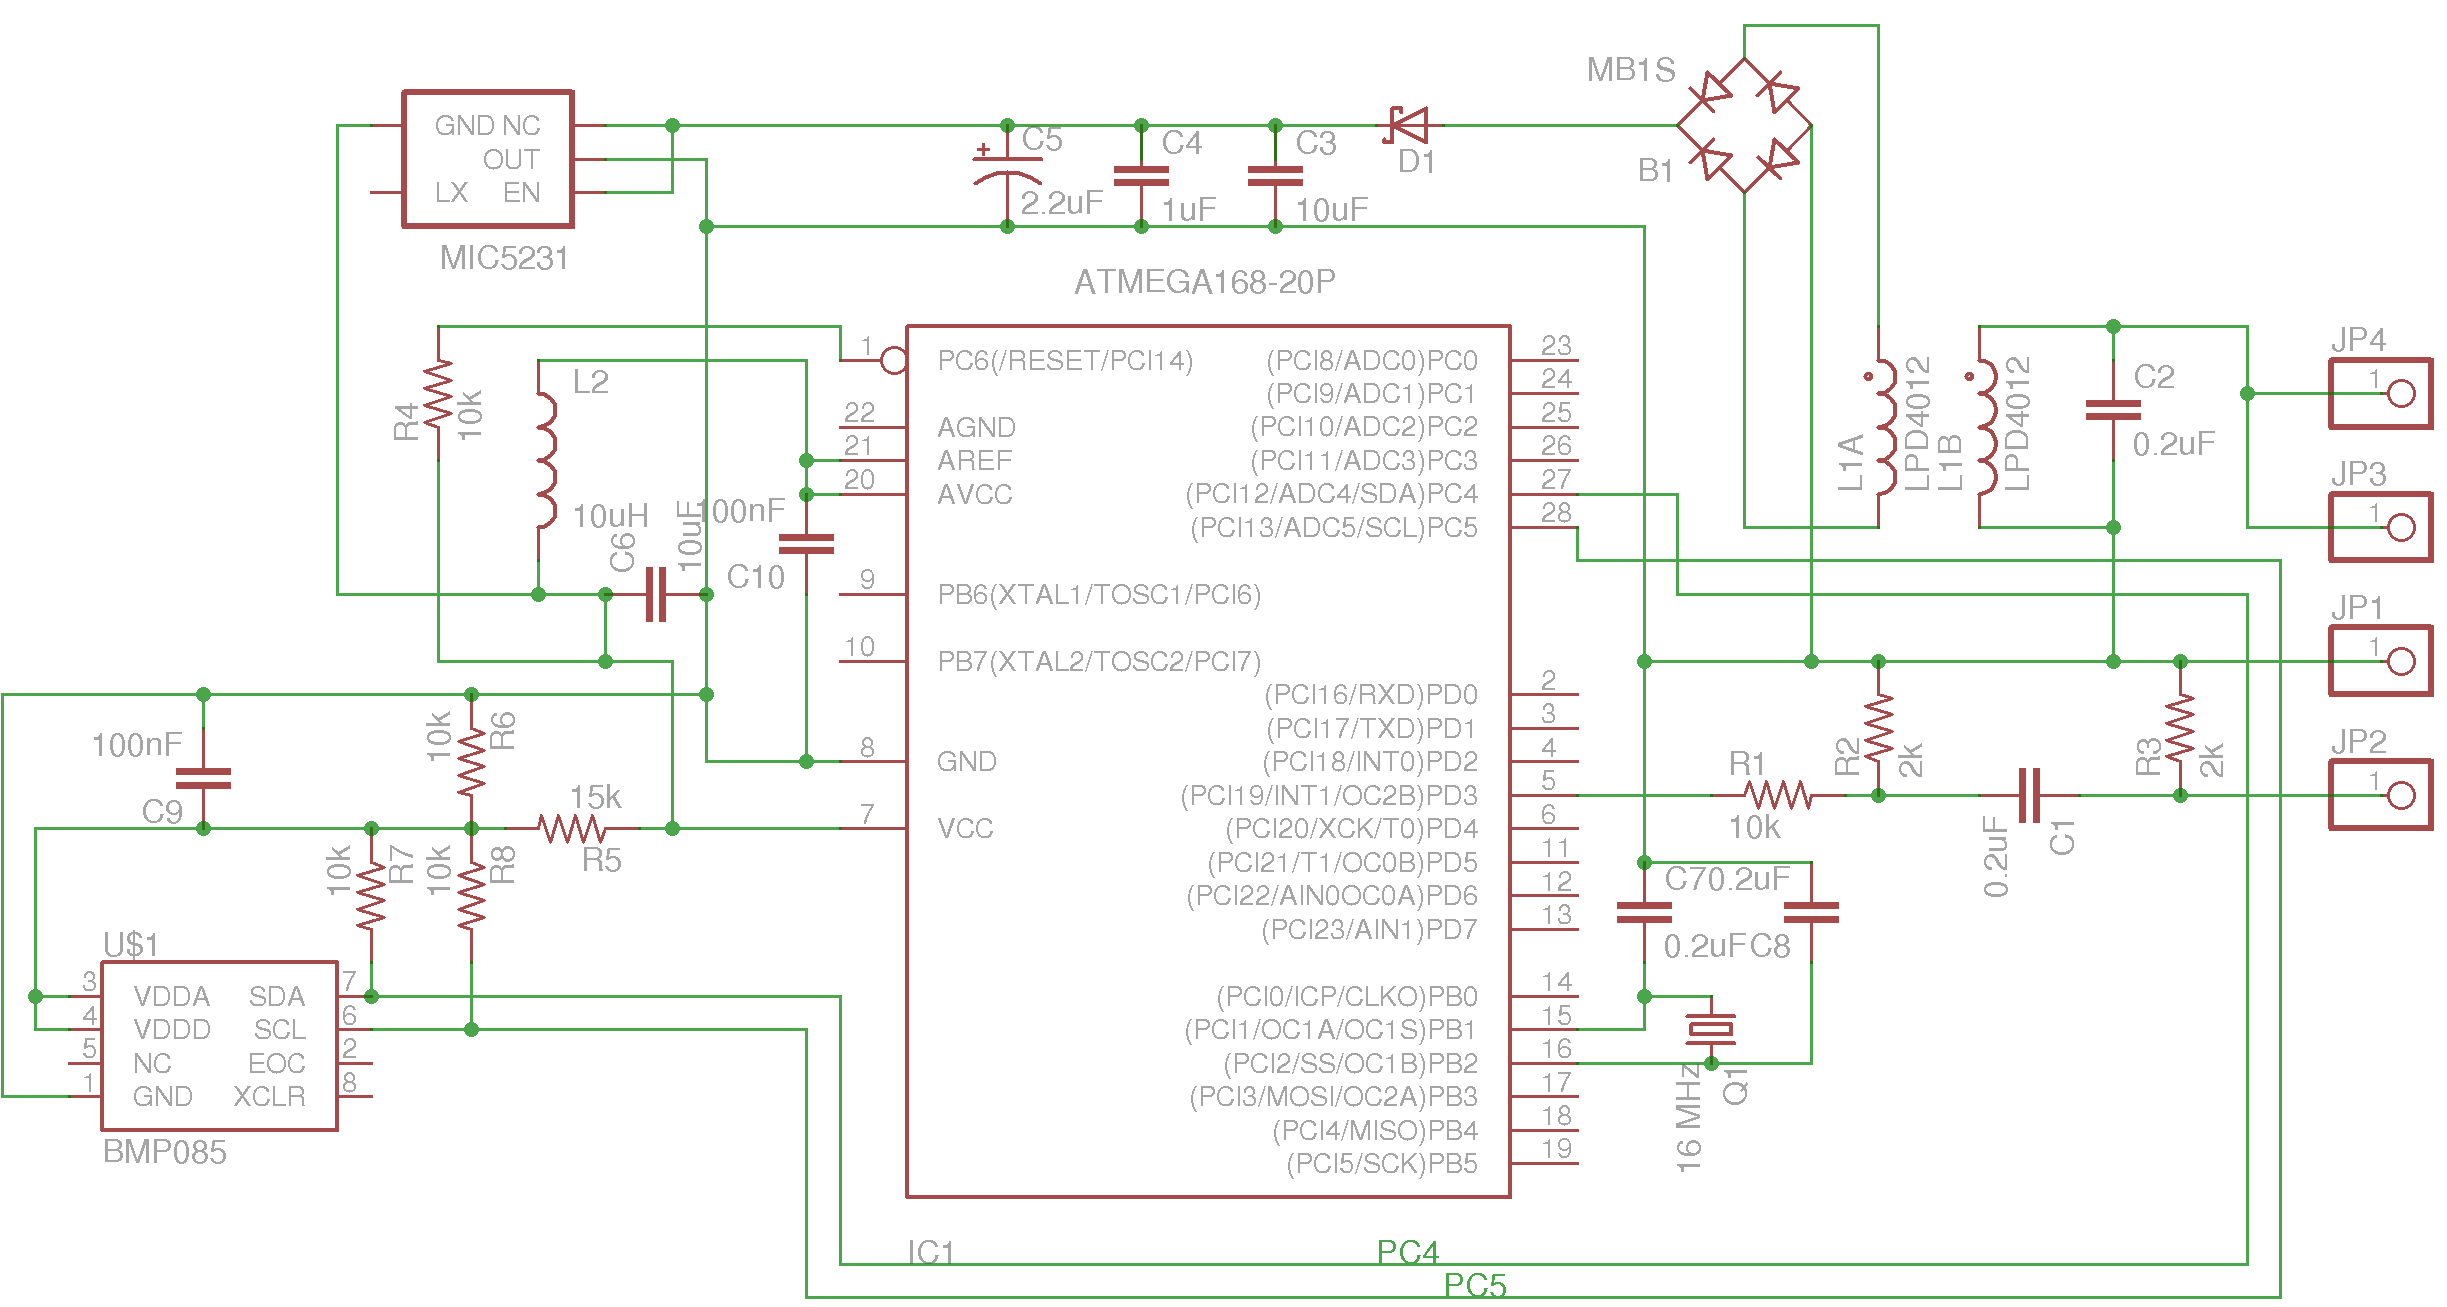 MB1S
B1
D1
GND NC
OUT
LX EN
MIC5231
C5
2.2uF
C4
1uF
C3
10uF
ATMEGA168-20P
R4
10k
L2
10uH
C6
10uF
100nF
C10
1 PC6(/RESET/PCI14)
22 AGND
21 AREF
20 AVCC
9 PB6(XTAL1/TOSC1/PCI6)
10 PB7(XTAL2/TOSC2/PCI7)
8 GND
7 VCC
(PCI8/ADC0)PC0 23
(PCI9/ADC1)PC1 24
(PCI10/ADC2)PC2 25
(PCI11/ADC3)PC3 26
(PCI12/ADC4/SDA)PC4 27
(PCI13/ADC5/SCL)PC5 28
(PCI16/RXD)PD0 2
(PCI17/TXD)PD1 3
(PCI18/INT0)PD2 4
(PCI19/INT1/OC2B)PD3 5
(PCI20/XCK/T0)PD4 6
(PCI21/T1/OC0B)PD5 11
(PCI22/AIN0OC0A)PD6 12
(PCI23/AIN1)PD7 13
(PCI0/ICP/CLKO)PB0 14
(PCI1/OC1A/OC1S)PB1 15
(PCI2/SS/OC1B)PB2 16
(PCI3/MOSI/OC2A)PB3 17
(PCI4/MISO)PB4 18
(PCI5/SCK)PB5 19
IC1
L1A
LPD4012
L1B
LPD4012
C2
0.2uF
JP4
1
JP3
1
JP1
1
JP2
1
R1
10k
R2
2k
R3
2k
0.2uF
C1
C7
0.2uF
0.2uF
C8
16 MHz
Q1
100nF
C9
10k
R6
15k
R5
10k
R7
10k
R8
U$1
3 VDDA SDA 7
4 VDDD SCL 6
5 NC EOC 2
1 GND XCLR 8
BMP085
PC4
PC5